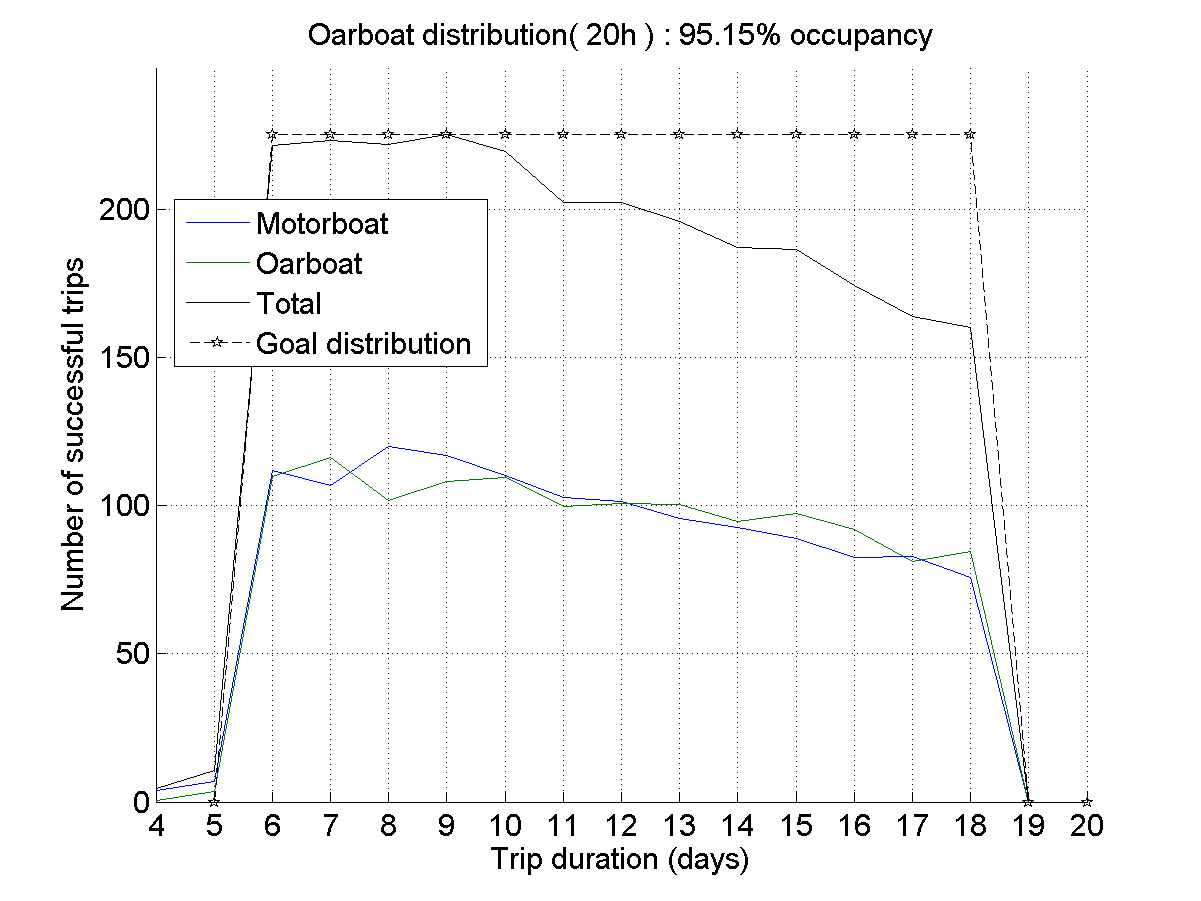 Oarboat distribution( 20h ) : 95.15% occupancy
Number of successful trips
200
150
100
50
0
Motorboat
Oarboat
Total
Goal distribution
4 5 6 7 8 9 10 11 12 13 14 15 16 17 18 19 20
Trip duration (days)